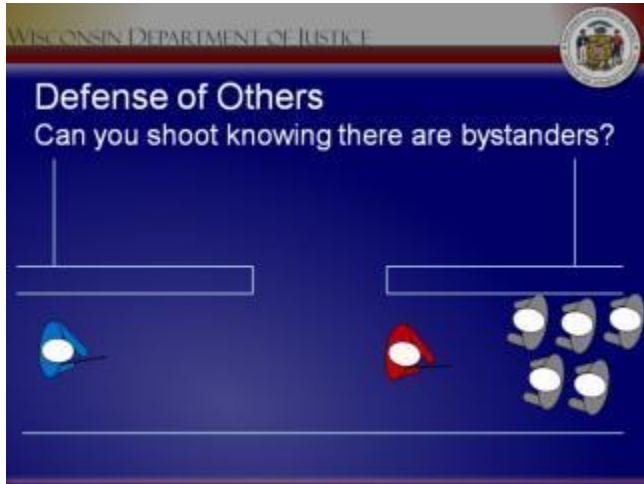 WISCONSIN DEPARTMENT OF JUSTICE
Defense of Others
Can you shoot knowing there are bystanders?